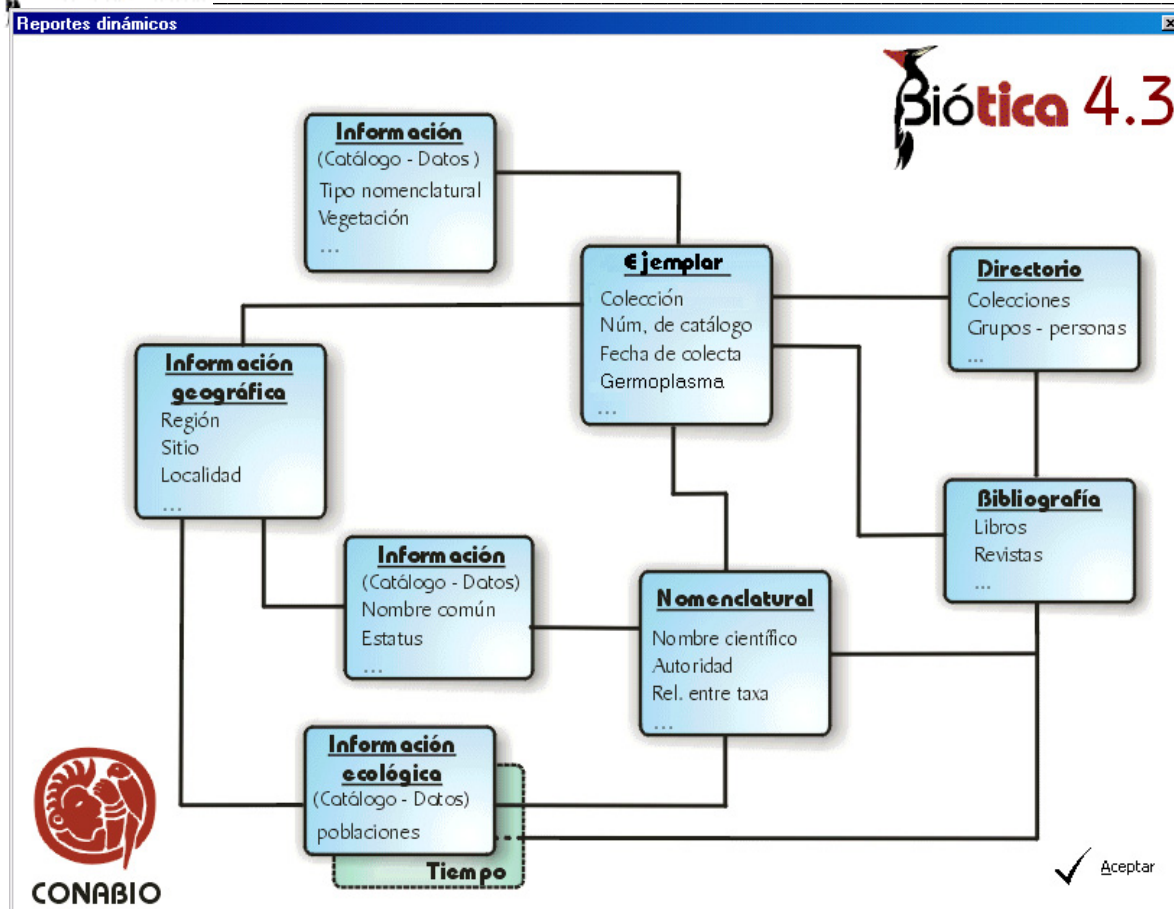 Reportes dinámicos
Biótica 4.3
Información
(Catálogo - Datos )
Tipo nomenclatural
Vegetación
...
Ejemplar
Colección
Núm, de catálogo
Fecha de colecta
Germoplasma
...
Directorio
Colecciones
Grupos - personas
...
Información
geográfica
Región
Sitio
Localidad
...
Bibliografía
Libros
Revistas
...
Información
(Catálogo - Datos)
Nombre común
Estatus
...
Nomenclatural
Nombre científico
Autoridad
Rel. entre taxa
...
Información
ecológica
(Catálogo - Datos)
poblaciones
Tiempo
CONABIO
Aceptar